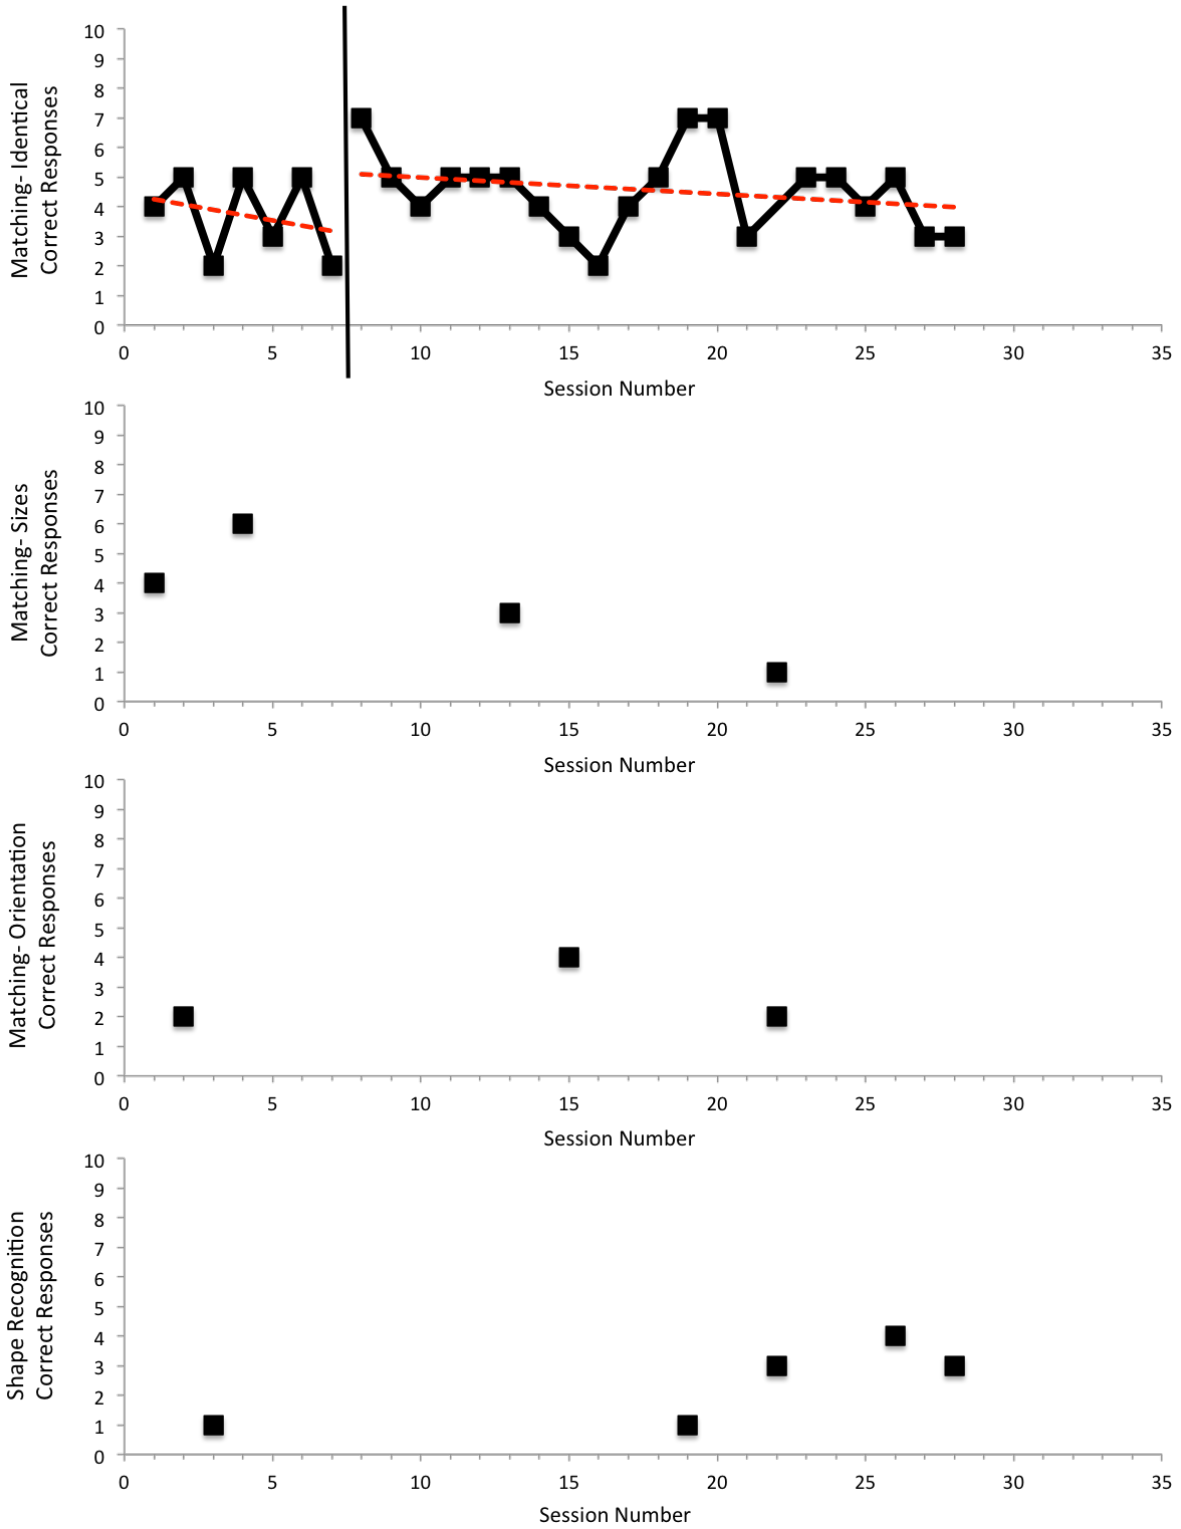 Matching- Identical
Correct Responses
10
9
8
7
6
5
4
3
2
1
0
0 5 10 15 20 25 30 35
Session Number
Matching- Sizes
Correct Responses
10
9
8
7
6
5
4
3
2
1
0
0 5 10 15 20 25 30 35
Session Number
Matching- Orientation
Correct Responses
10
9
8
7
6
5
4
3
2
1
0
0 5 10 15 20 25 30 35
Session Number
Shape Recognition
Correct Responses
10
9
8
7
6
5
4
3
2
1
0
0 5 10 15 20 25 30 35
Session Number